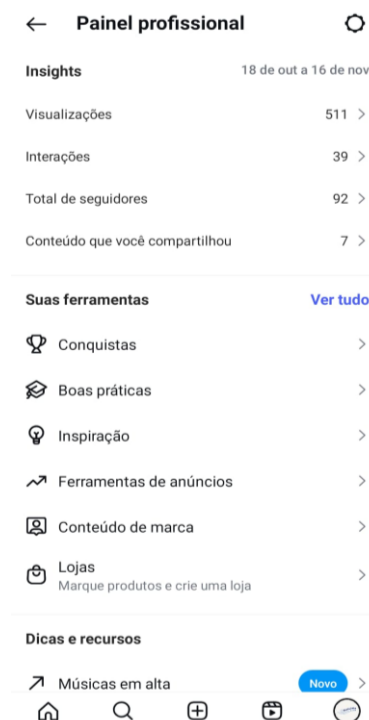 Painel profissional
Insights 18 de out a 16 de nov
Visualizações 511
Interações 39
Total de seguidores 92
Conteúdo que você compartilhou 7
Suas ferramentas Ver tudo
Conquistas
Boas práticas
Inspiração
Ferramentas de anúncios
Conteúdo de marca
Lojas
Marque produtos e crie uma loja
Dicas e recursos
Músicas em alta Novo